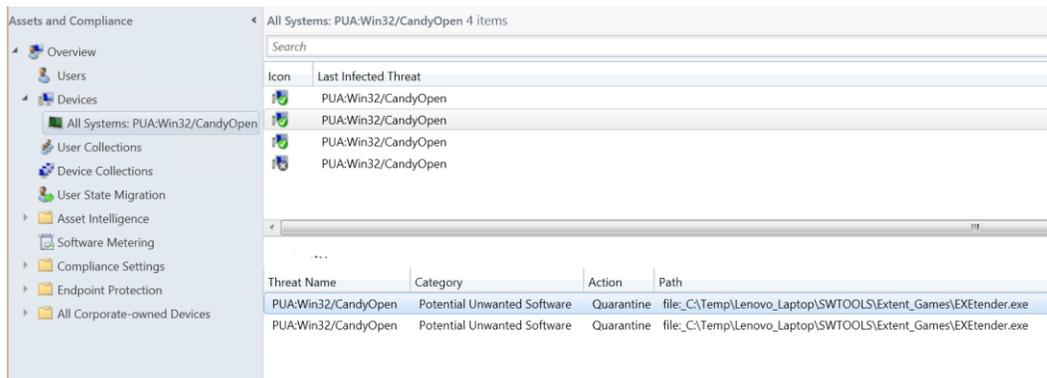 Assets and Compliance
Overview
Users
Devices
All Systems: PUA:Win32/CandyOpen
User Collections
Device Collections
User State Migration
Asset Intelligence
Software Metering
Compliance Settings
Endpoint Protection
All Corporate-owned Devices
All Systems: PUA:Win32/CandyOpen 4 items
Search
Icon Last Infected Threat
PUA:Win32/CandyOpen
PUA:Win32/CandyOpen
PUA:Win32/CandyOpen
PUA:Win32/CandyOpen
Threat Name Category Action Path
PUA:Win32/CandyOpen Potential Unwanted Software Quarantine file:_C:\Temp\Lenovo_Laptop\SWTOOLS\Extent_Games\EXEtender.exe
PUA:Win32/CandyOpen Potential Unwanted Software Quarantine file:_C:\Temp\Lenovo_Laptop\SWTOOLS\Extent_Games\EXEtender.exe